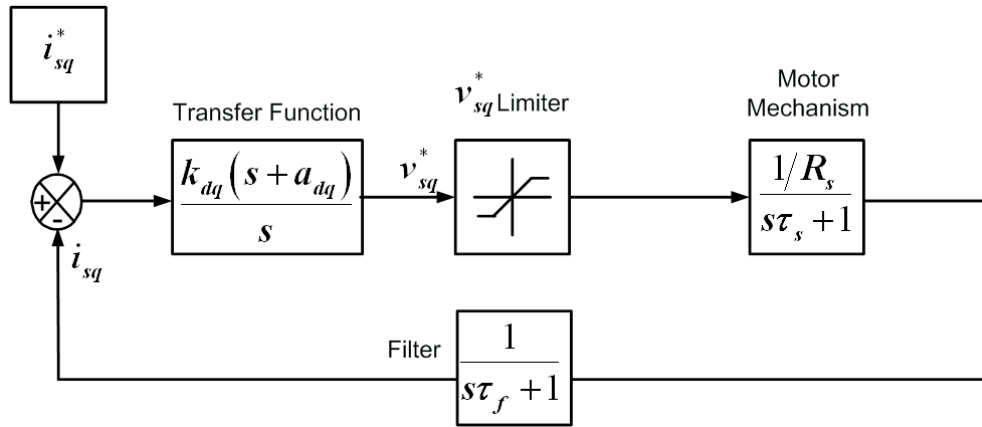 i*sq
Transfer Function
v*sq Limiter
Motor
Mechanism
+
-
kdq(s+adq)
s
v*sq
1/Rs
sτs+1
isq
Filter
1
sτf+1